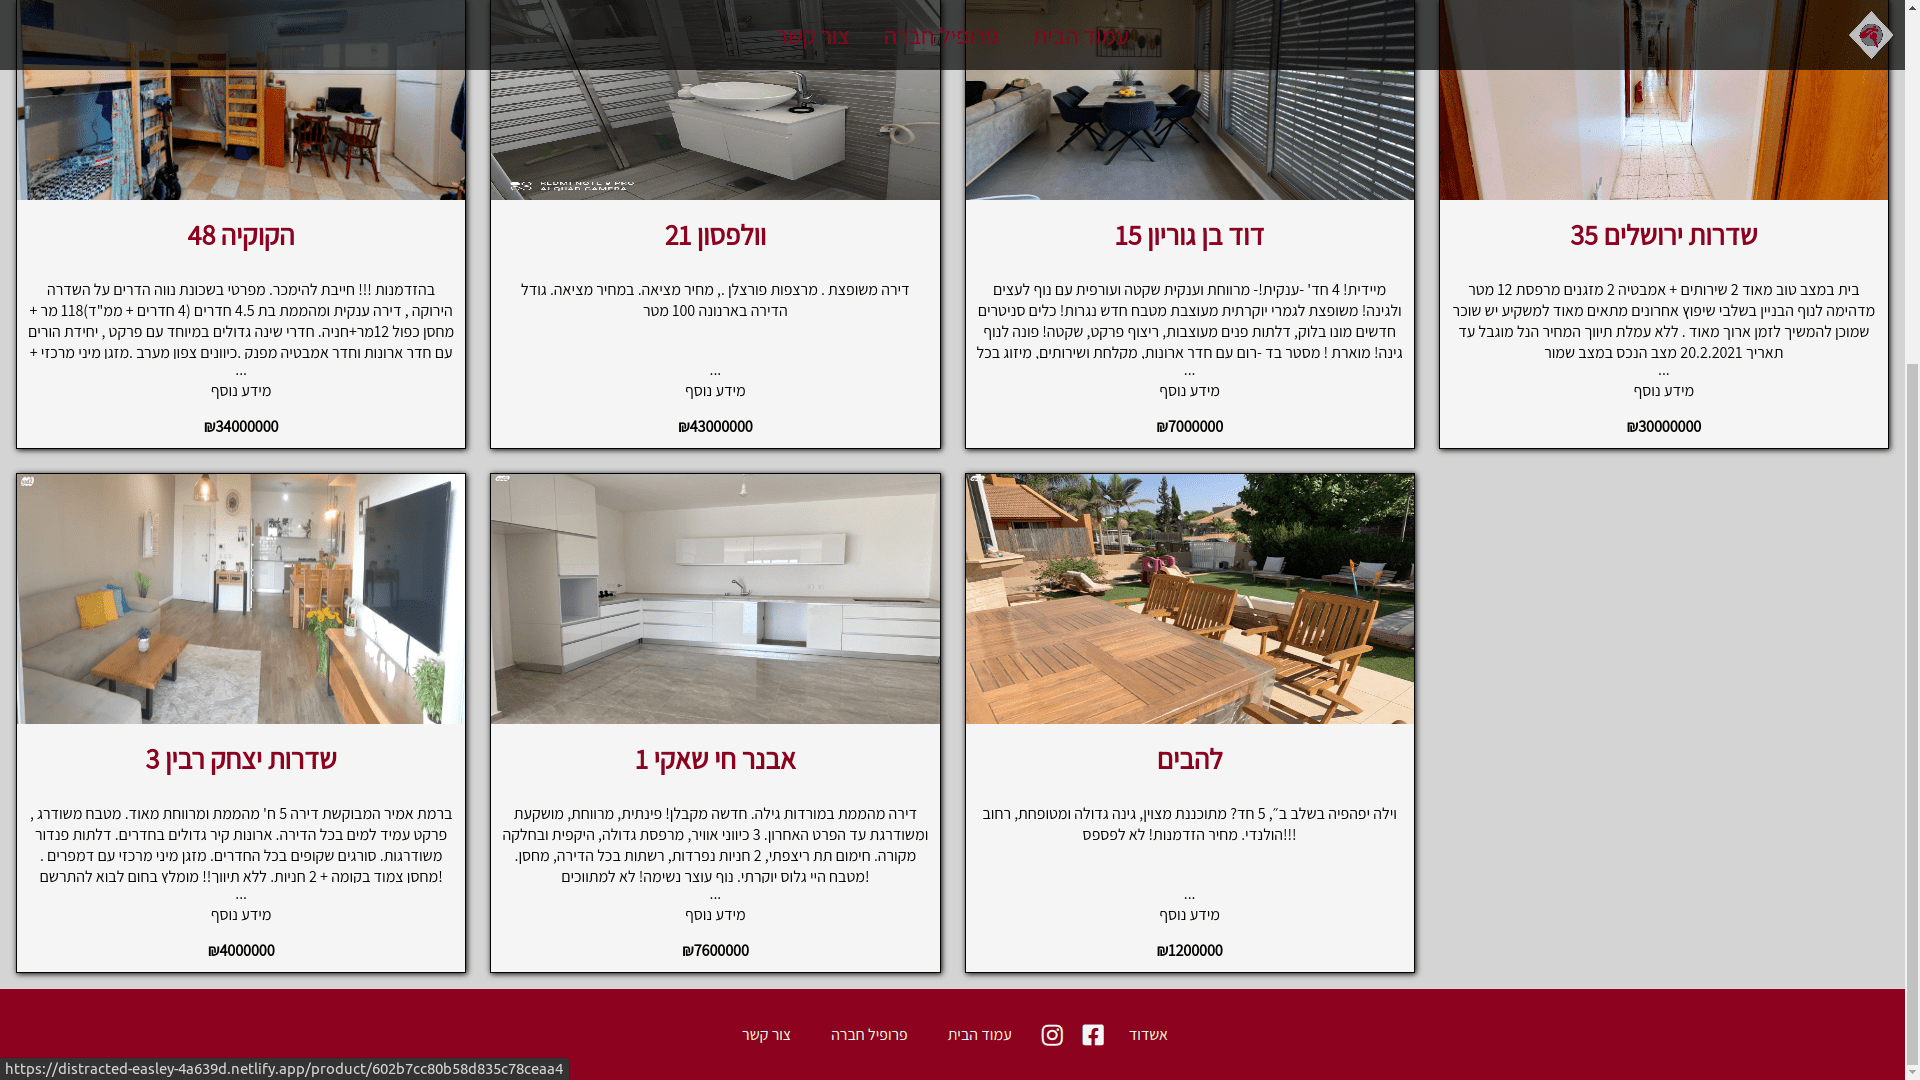 עמוד הבית
פרופיל חברה
צור קשר
שדרות ירושלים 35
בית במצב טוב מאוד 2 שירותים + אמבטיה 2 מזגנים מרפסת 12 מטר
מדהימה לנוף הבניין בשלבי שיפוץ אחרונים מתאים מאוד למשקיע יש שוכר
שמוכן להמשיך לזמן ארוך מאוד . ללא עמלת תיווך המחיר הנל מוגבל עד
תאריך 20.2.2021 מצב הנכס במצב שמור
...
מידע נוסף
₪30000000
דוד בן גוריון 15
מיידית! 4 חד' -ענקית!- מרווחת וענקית שקטה ועורפית עם נוף לעצים
ולגינה! משופצת לגמרי יוקרתית מעוצבת מטבח חדש נגרות! כלים סניטרים
חדשים מונו בלוק, דלתות פנים מעוצבות, ריצוף פרקט, שקטה! פונה לנוף
גינה! מוארת ! מסטר בד -רום עם חדר ארונות, מקלחת ושירותים, מיזוג בכל
...
מידע נוסף
₪7000000
וולפסון 21
דירה משופצת . מרצפות פורצלן ., מחיר מציאה. במחיר מציאה. גודל
הדירה בארנונה 100 מטר
...
מידע נוסף
₪43000000
REDMI NOTE 9 PRO
AI QUAD CAMERA
הקוקיה 48
בהזדמנות !!! חייבת להימכר. מפרטי בשכונת נווה הדרים על השדרה
הירוקה , דירה ענקית ומהממת בת 4.5 חדרים (4 חדרים + ממ"ד)118 מר +
מחסן כפול 12מר+חניה. חדרי שינה גדולים במיוחד עם פרקט , יחידת הורים
עם חדר ארונות וחדר אמבטיה מפנק .כיוונים צפון מערב .מזגן מיני מרכזי +
...
מידע נוסף
₪34000000
להבים
וילה יפהפיה בשלב ב״, 5 חד? מתוכננת מצוין, גינה גדולה ומטופחת, רחוב
הולנדי. מחיר הזדמנות! לא לפספס!!!
...
מידע נוסף
₪1200000
אבנר חי שאקי 1
דירה מהממת במורדות גילה. חדשה מקבלן! פינתית, מרווחת, מושקעת
ומשודרגת עד הפרט האחרון. 3 כיווני אוויר, מרפסת גדולה, היקפית ובחלקה
מקורה. חימום תת ריצפתי, 2 חניות נפרדות, רשתות בכל הדירה, מחסן.
מטבח היי גלוס יוקרתי. נוף עוצר נשימה! לא למתווכים!
...
מידע נוסף
₪7600000
שדרות יצחק רבין 3
ברמת אמיר המבוקשת דירה 5 ח' מהממת ומרווחת מאוד. מטבח משודרג ,
פרקט עמיד למים בכל הדירה. ארונות קיר גדולים בחדרים. דלתות פנדור
משודרגות. סורגים שקופים בכל החדרים. מזגן מיני מרכזי עם דמפרים .
מחסן צמוד בקומה + 2 חניות. ללא תיווך!! מומלץ בחום לבוא להתרשם!
...
מידע נוסף
₪4000000
אשדוד
עמוד הבית
פרופיל חברה
צור קשר
https://distracted-easley-4a639d.netlify.app/product/602b7cc80b58d835c78ceaa4